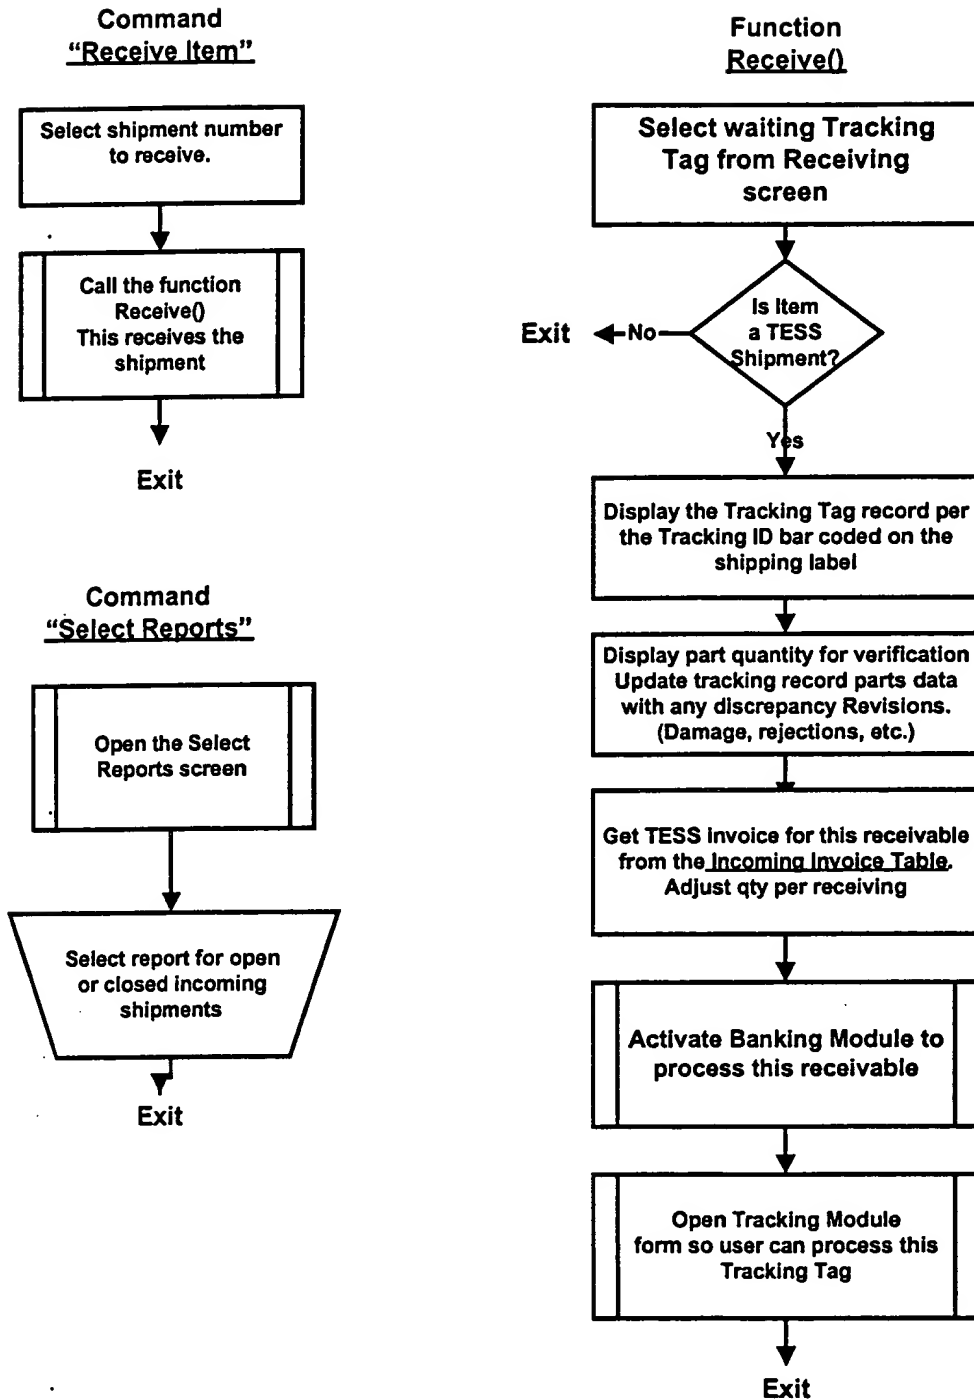 Command
“Receive Item”
Select shipment number
to receive.
Call the function
Receive()
This receives the
shipment
Exit
Command
“Select Reports”
Open the Select
Reports screen
Select report for open
or closed incoming
shipments
Exit
Function
Receive()
Select waiting Tracking
Tag from Receiving
screen
Is Item
a TESS
Shipment?
No
Exit
Yes
Display the Tracking Tag record per
the Tracking ID bar coded on the
shipping label
Display part quantity for verification
Update tracking record parts data
with any discrepancy Revisions.
(Damage, rejections, etc.)
Get TESS invoice for this receivable
from the Incoming Invoice Table.
Adjust qty per receiving
Activate Banking Module to
process this receivable
Open Tracking Module
form so user can process this
Tracking Tag
Exit